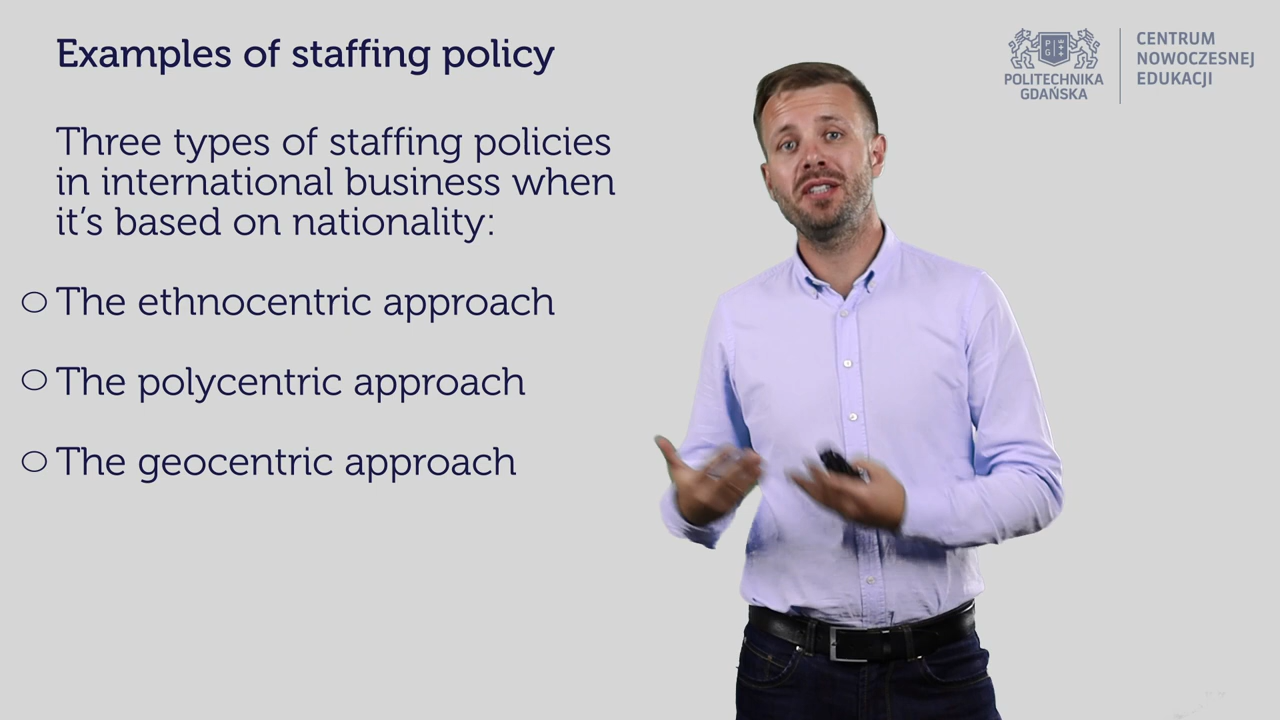 Examples of staffing policy
Three types of staffing policies
in international business when
it's based on nationality:
The ethnocentric approach
The polycentric approach
The geocentric approach
P G
POLITECHNIKA
GDAŃSKA
CENTRUM
NOWOCZESNEJ
EDUKACJI